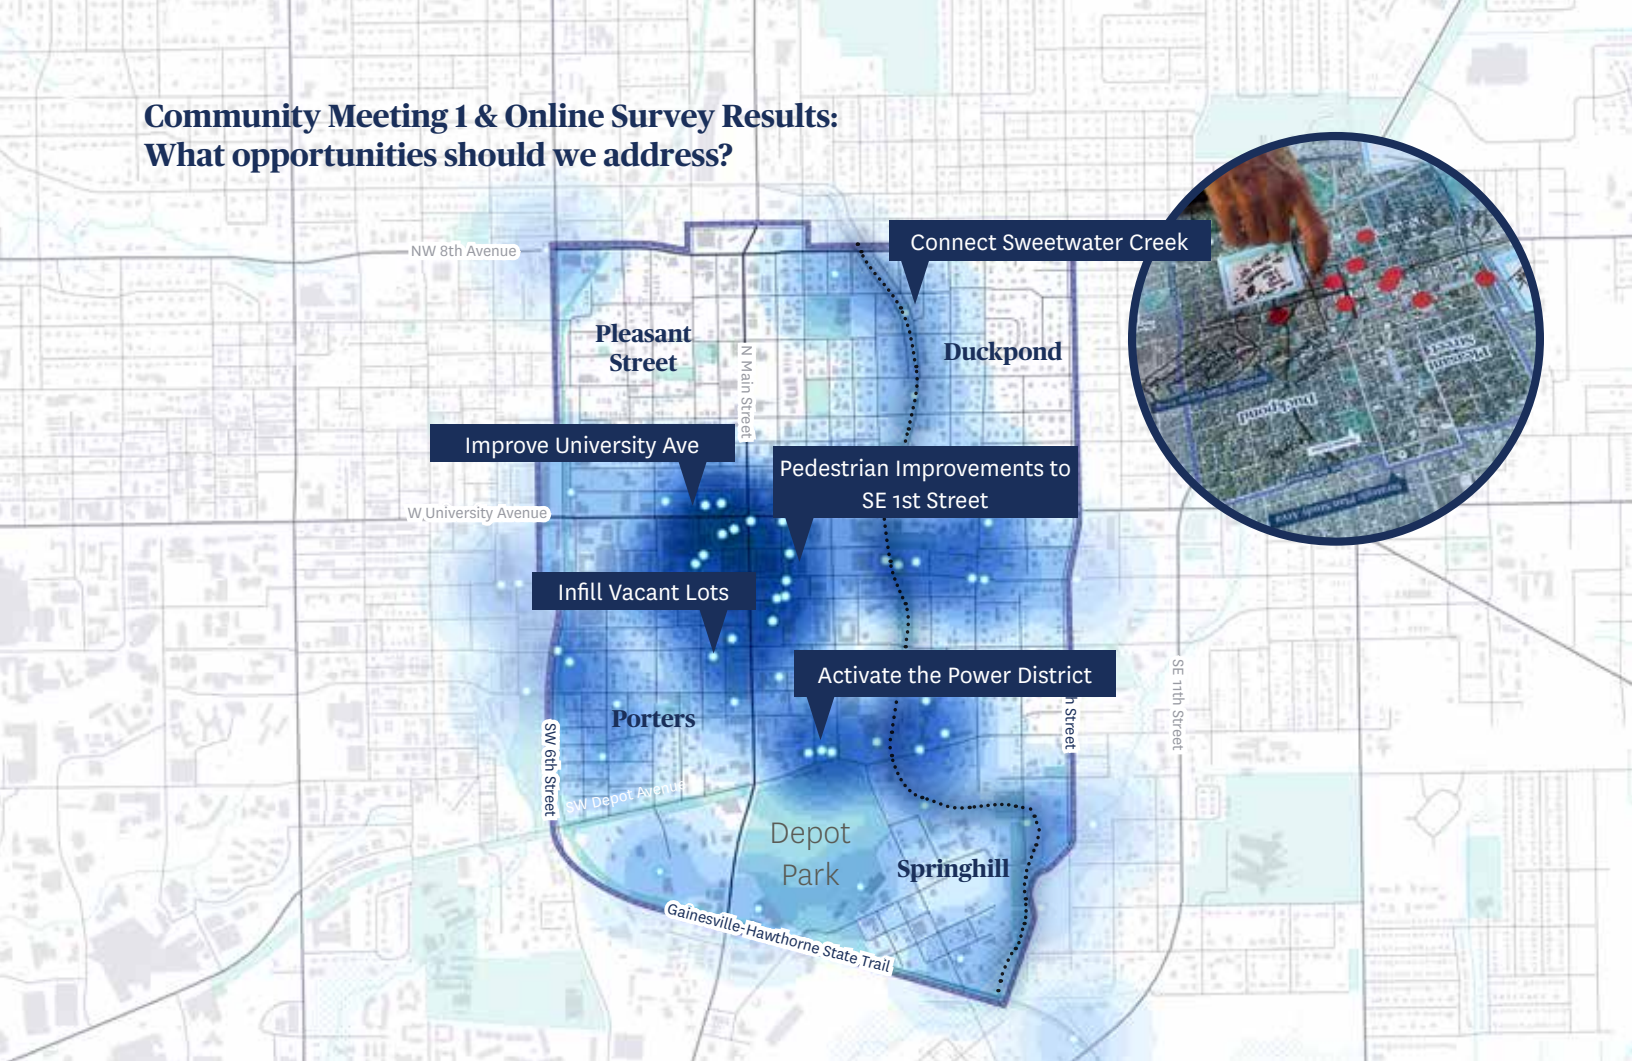 Community Meeting 1 & Online Survey Results:
What opportunities should we address?
Connect Sweetwater Creek
NW 8th Avenue
Pleasant
Street
Duckpond
N Main Street
Improve University Ave
Pedestrian Improvements to
SE 1st Street
W University Avenue
Infill Vacant Lots
Activate the Power District
Porters
SW 6th Street
h Street
SE 11th Street
SW Depot Avenue
Depot
Park
Springhill
Gainesville-Hawthorne State Trail
Duckpond
Pleasant
Street